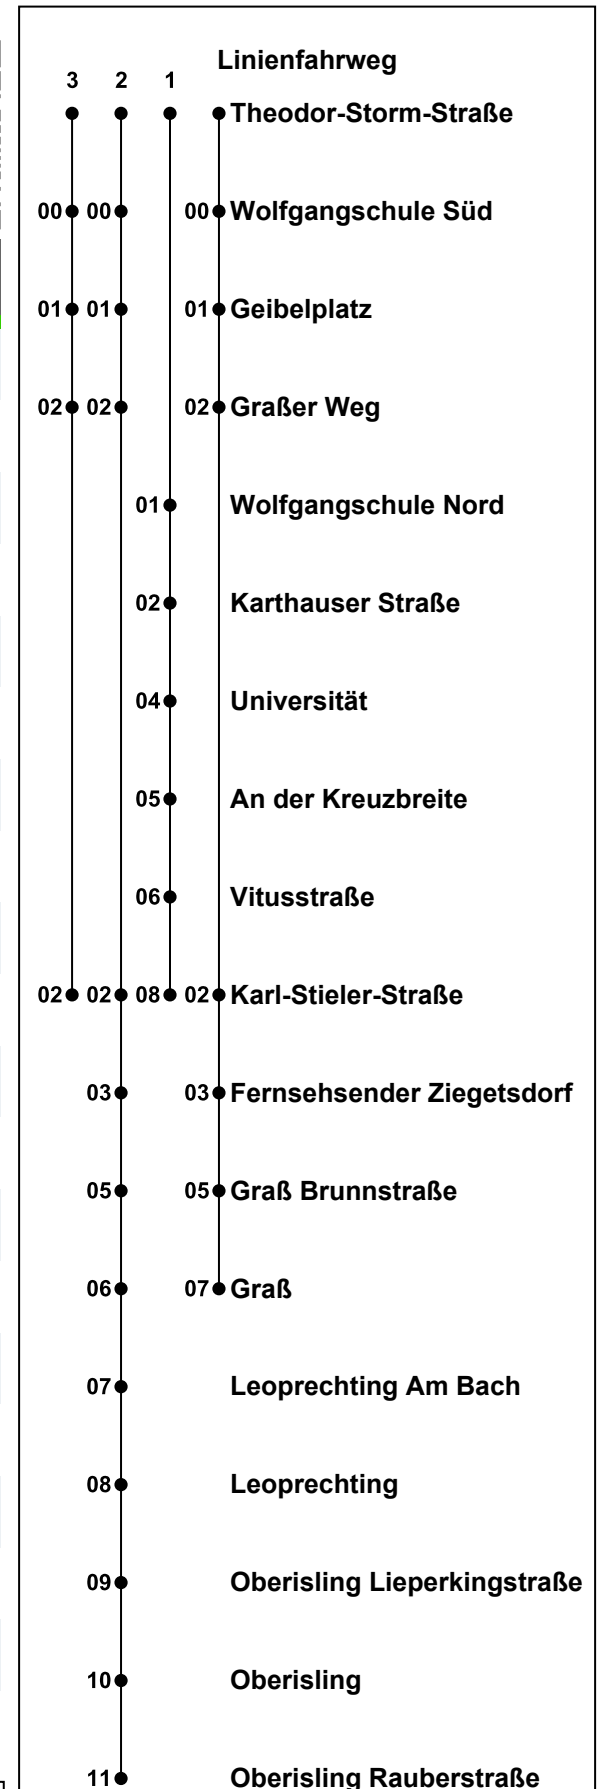 Linienfahrweg
3 2 1
Theodor-Storm-Straße
00 00 00 Wolfgangschule Süd
01 01 01 Geibelplatz
02 02 02 Graßer Weg
01 Wolfgangschule Nord
02 Karthauser Straße
04 Universität
05 An der Kreuzbreite
06 Vitusstraße
02 02 08 02 Karl-Stieler-Straße
03 03 Fernsehsender Ziegetsdorf
05 05 Graß Brunnstraße
06 07 Graß
07 Leoprechting Am Bach
08 Leoprechting
09 Oberisling Lieperkingstraße
10 Oberisling
11 Oberisling Rauberstraße